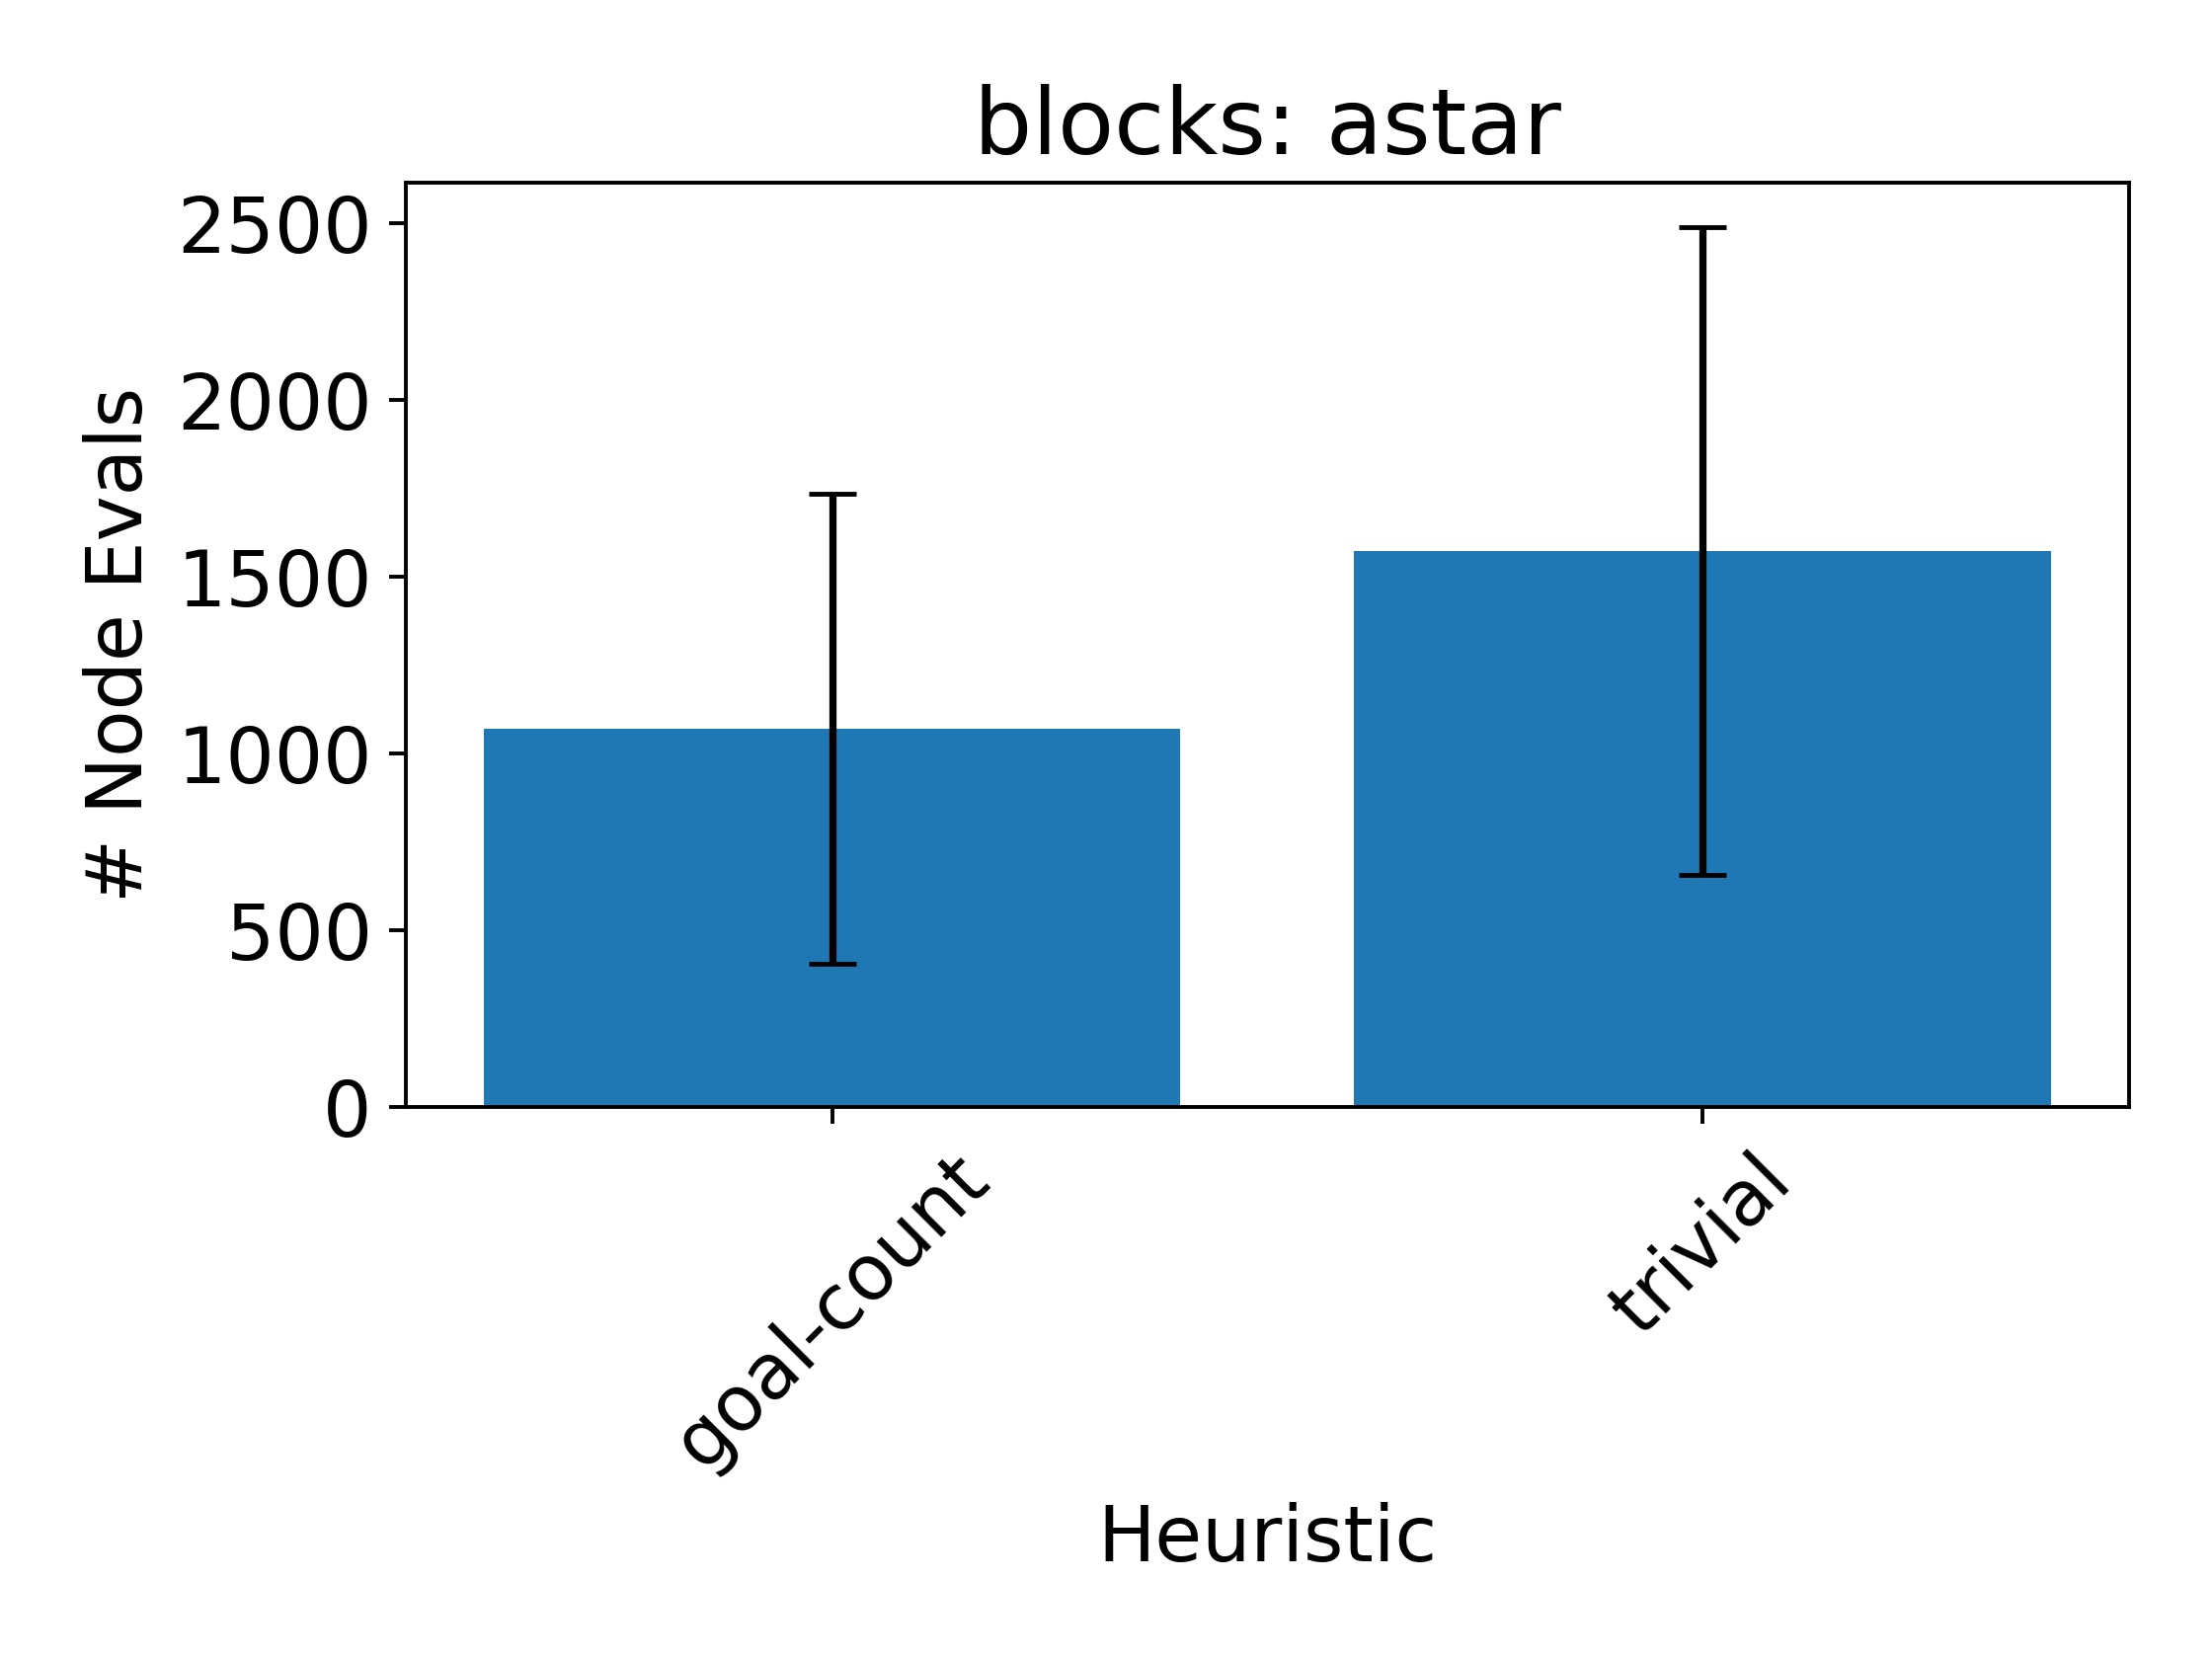 blocks: astar
2500
2000
1500
1000
500
0
# Node Evals
goal-count
trivial
Heuristic